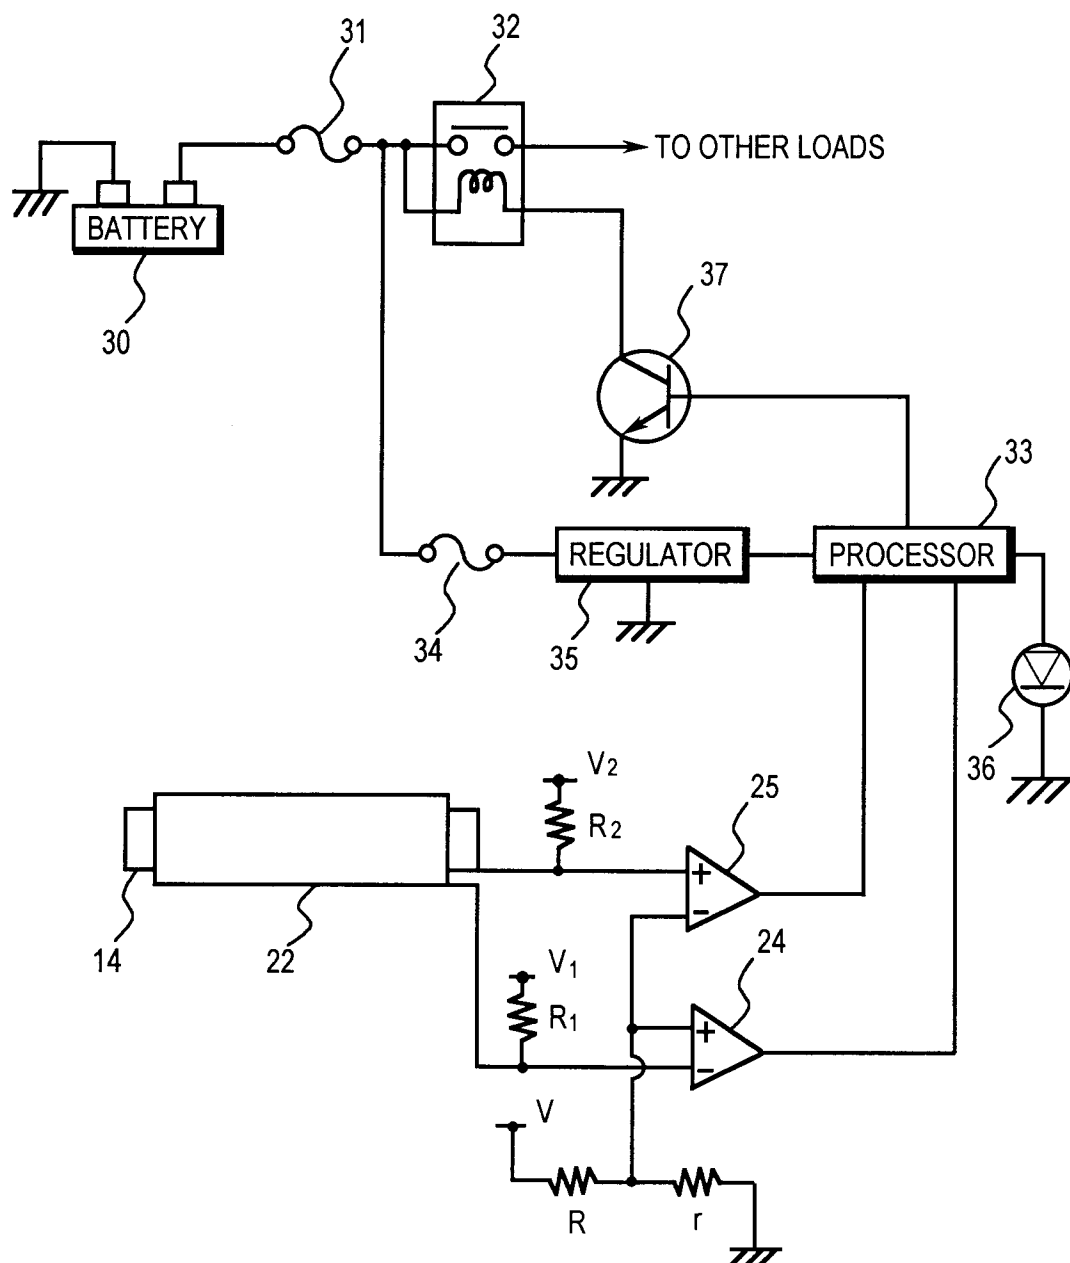 31
32
TO OTHER LOADS
BATTERY
30
37
33
REGULATOR
PROCESSOR
34
35
36
V2
R2
25
+
-
14
22
V1
R1
24
+
-
V
R
r